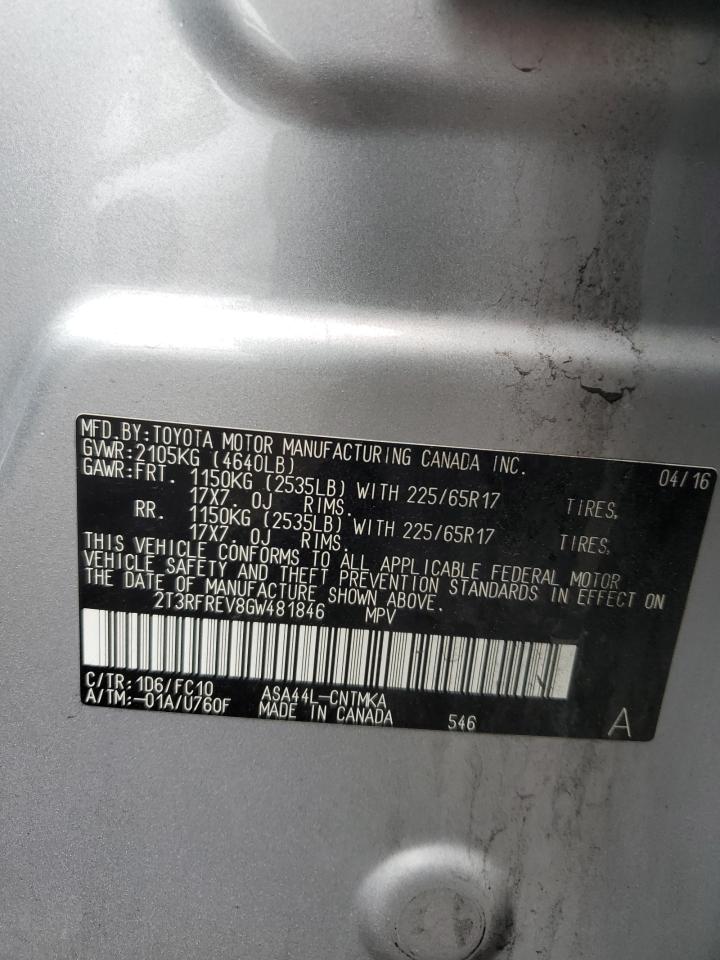 MFD.BY:TOYOTA MOTOR MANUFACTURING CANADA INC. 04/16
GVWR:2105KG (4640LB)
GAWR:FRT. 1150KG (2535LB) WITH 225/65R17 TIRES,
17X7.0J RIMS.
RR. 1150KG (2535LB) WITH 225/65R17 TIRES,
17X7.0J RIMS.
THIS VEHICLE CONFORMS TO ALL APPLICABLE FEDERAL MOTOR
VEHICLE SAFETY AND THEFT PREVENTION STANDARDS IN EFFECT ON
THE DATE OF MANUFACTURE SHOWN ABOVE.
2T3RFREV8GW481846 MPV
C/TR:1D6/FC10 ASA44L-CNTMKA
A/TM:-01A/U760F MADE IN CANADA 546 A